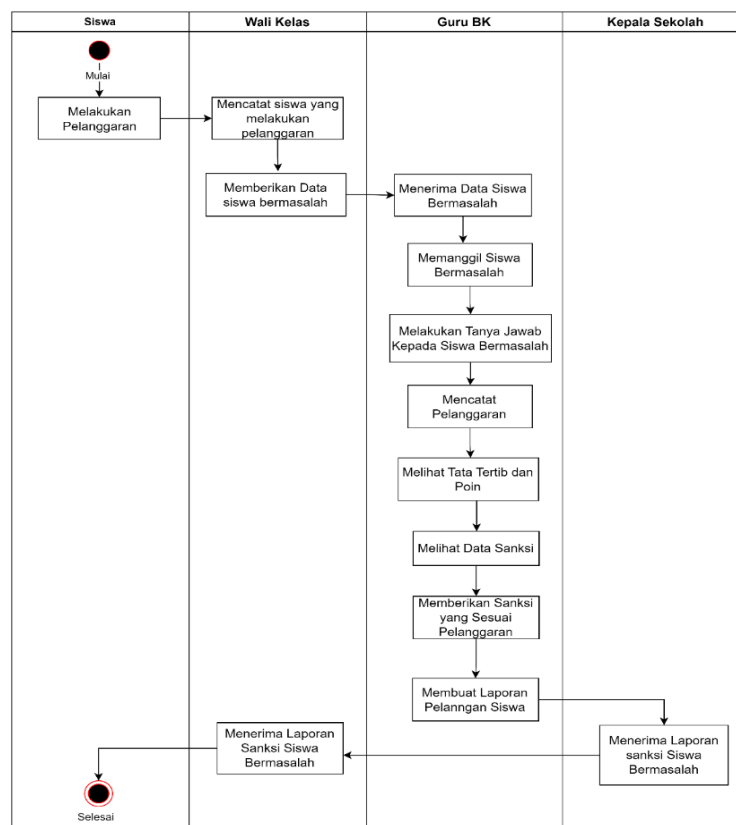 Siswa
Wali Kelas
Guru BK
Kepala Sekolah
Mulai
Melakukan
Pelanggaran
Mencatat siswa yang
melakukan
pelanggaran
Memberikan Data
siswa bermasalah
Menerima Data Siswa
Bermasalah
Memanggil Siswa
Bermasalah
Melakukan Tanya Jawab
Kepada Siswa Bermasalah
Mencatat
Pelanggaran
Melihat Tata Tertib dan
Poin
Melihat Data Sanksi
Memberikan Sanksi
yang Sesuai
Pelanggaran
Membuat Laporan
Pelanngan Siswa
Menerima Laporan
sanksi Siswa
Bermasalah
Menerima Laporan
Sanksi Siswa
Bermasalah
Selesai